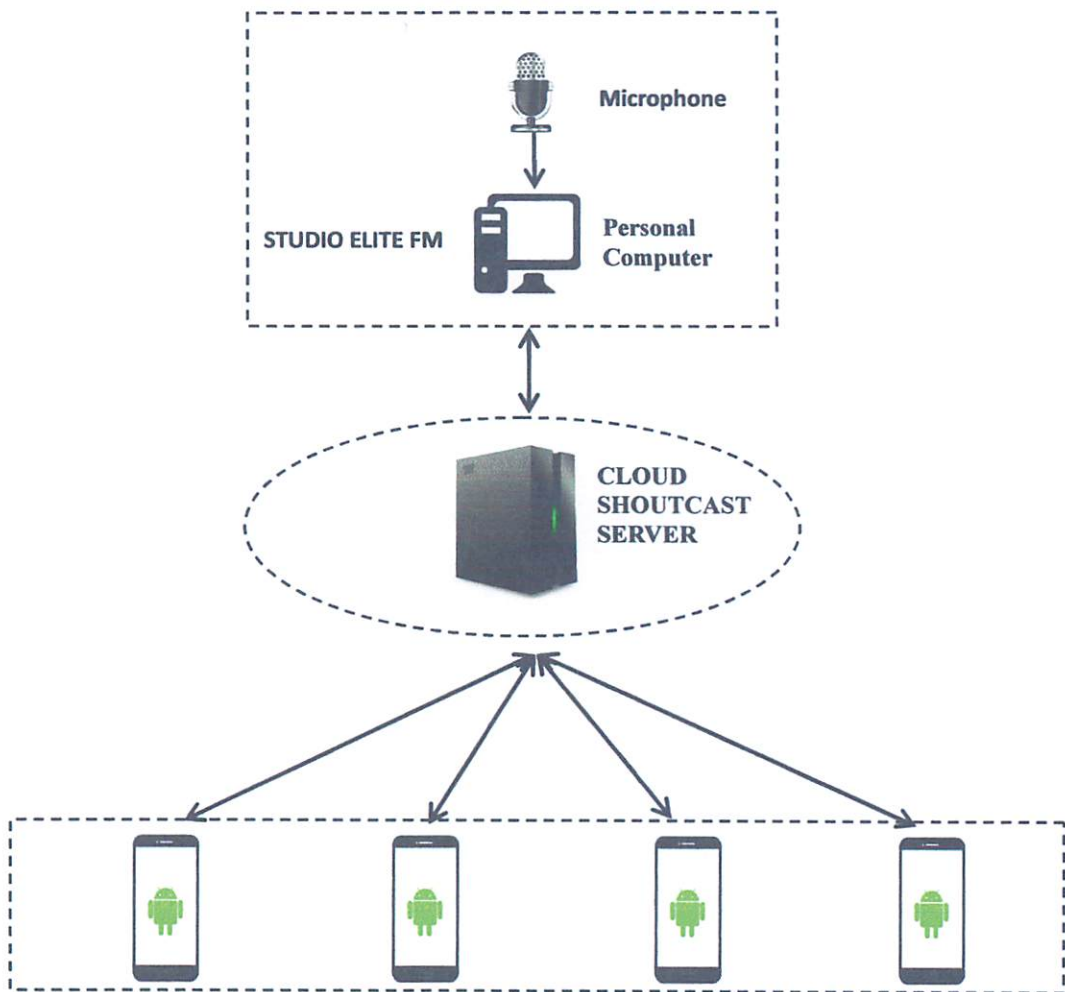 Microphone
STUDIO ELITE FM
Personal
Computer
CLOUD
SHOUTCAST
SERVER